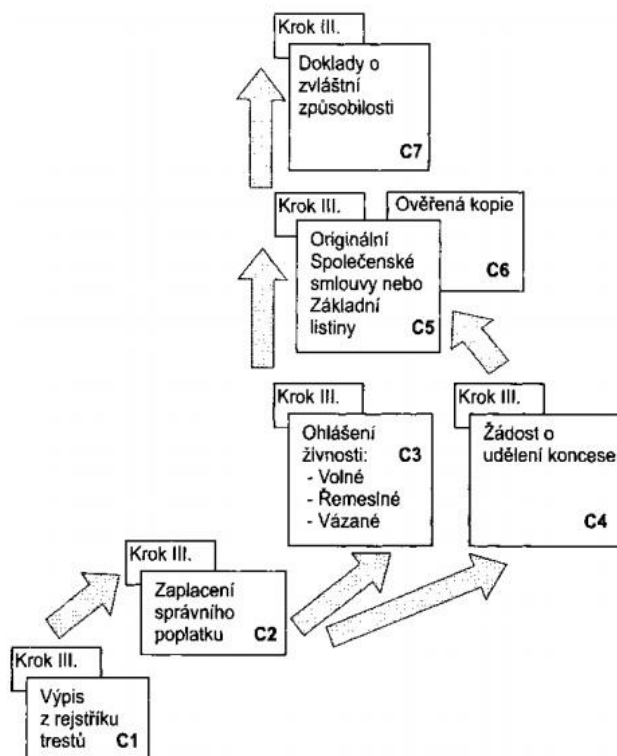 Krok III.
Doklady o
zvláštní
způsobilosti
C7
Krok III.
Ověřená kopie
C6
Originální
Společenské
smlouvy nebo
Základní
listiny
C5
Krok III.
Ohlášení
živnosti: C3
- Volné
- Řemeslné
- Vázané
Krok III.
Žádost o
udělení koncese
C4
Krok III.
Zaplacení
správního
poplatku C2
Krok III.
Výpis
z rejstříku
trestů C1